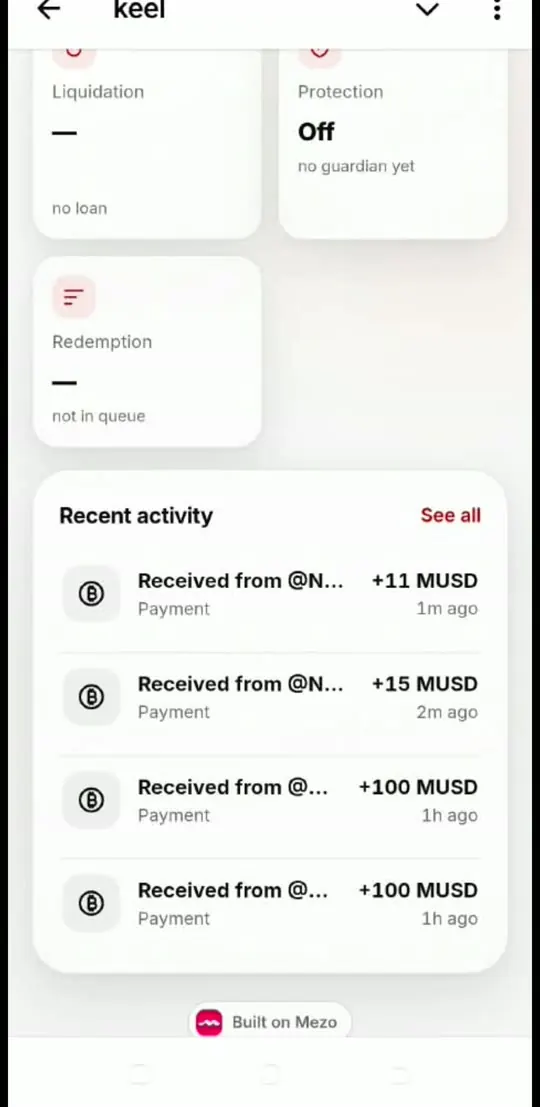 keel
Liquidation
—
no loan
Protection
Off
no guardian yet
Redemption
—
not in queue
Recent activity
See all
Received from @N... +11 MUSD
Payment 1m ago
Received from @N... +15 MUSD
Payment 2m ago
Received from @... +100 MUSD
Payment 1h ago
Received from @... +100 MUSD
Payment 1h ago
Built on Mezo